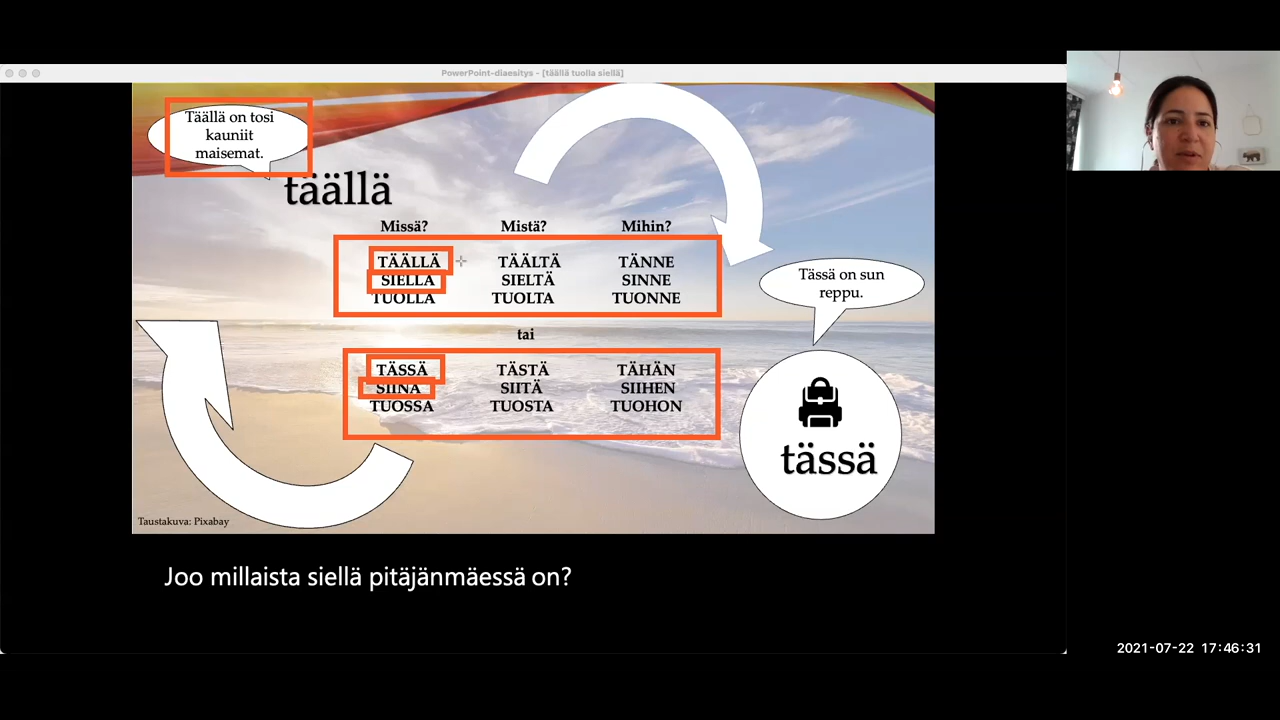 PowerPoint-diaesitys - [täällä tuolla siellä]
Täällä on tosi
kauniit
maisemat.
täällä
Missä? Mistä? Mihin?
TÄÄLLÄ TÄÄLTÄ TÄNNE
SIELLÄ SIELTÄ SINNE
TUOLLA TUOLTA TUONNE
Tässä on sun
reppu.
tai
TÄSSÄ TÄSTÄ TÄHÄN
SIINÄ SIITÄ SIIHEN
TUOSSA TUOSTA TUOHON
tässä
Taustakuva: Pixabay
Joo millaista siellä pitäjänmäessä on?
2021-07-22 17:46:31